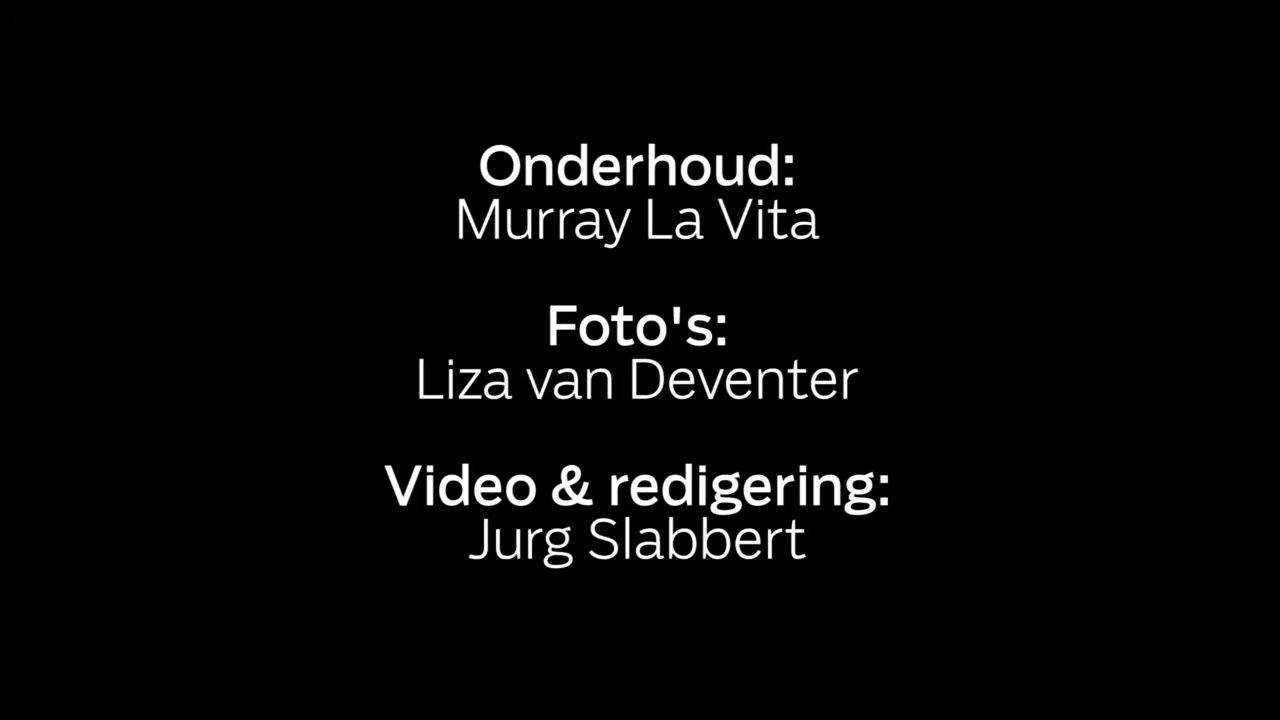 Onderhoud:
Murray La Vita
Foto's:
Liza van Deventer
Video & redigering:
Jurg Slabbert